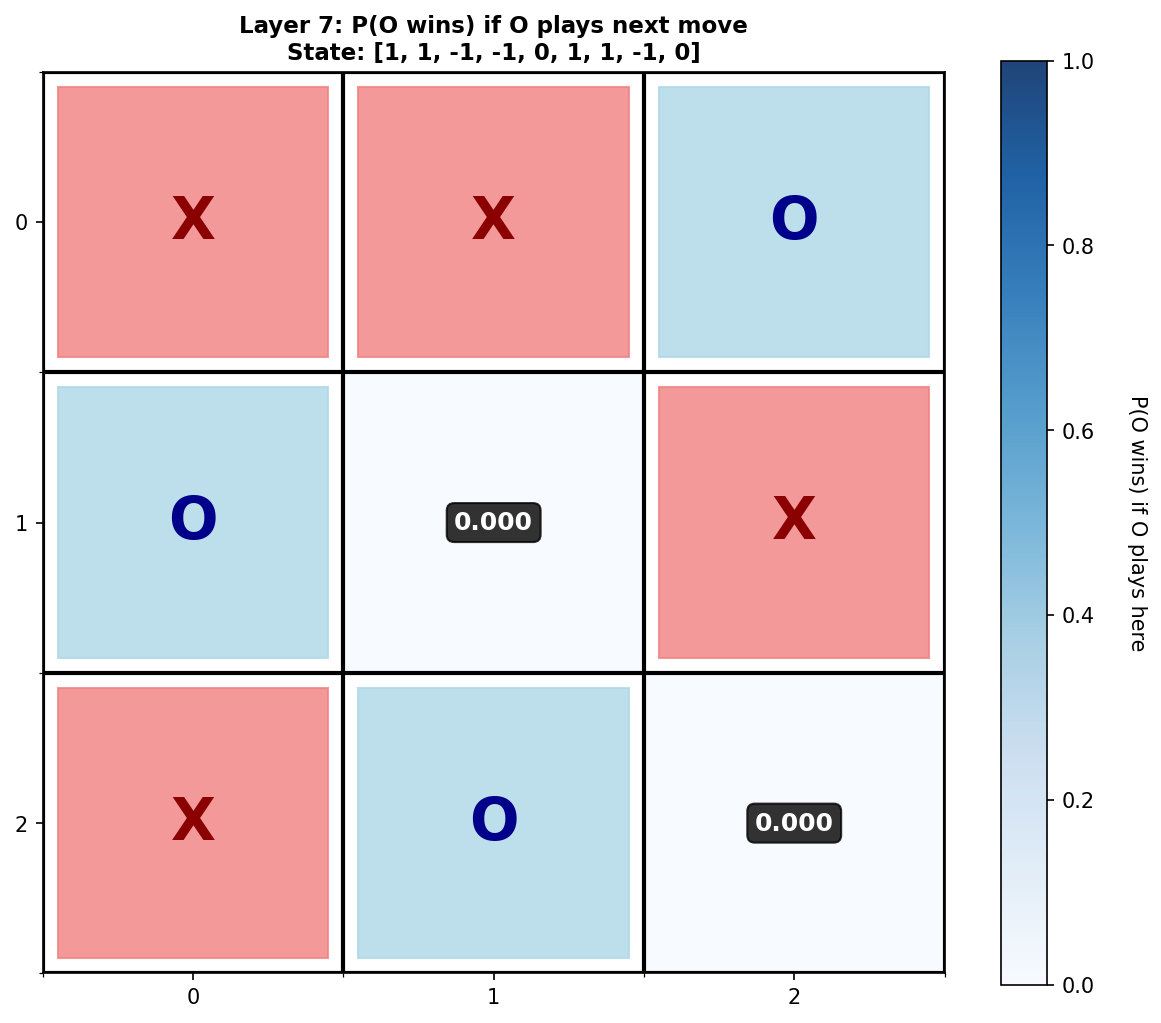 Layer 7: P(O wins) if O plays next move
State: [1, 1, -1, -1, 0, 1, 1, -1, 0]
1.0
0.8
0.6
0.4
0.2
0.0
P(O wins) if O plays here
0
X
X
O
1
O
0.000
X
2
X
O
0.000
0
1
2